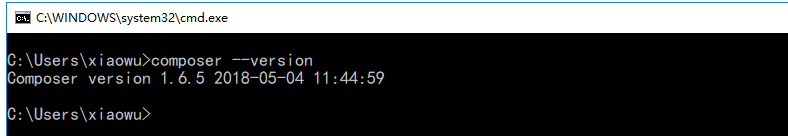 C:\WINDOWS\system32\cmd.exe
C:\Users\xiaowu>composer --version
Composer version 1.6.5 2018-05-04 11:44:59
C:\Users\xiaowu>